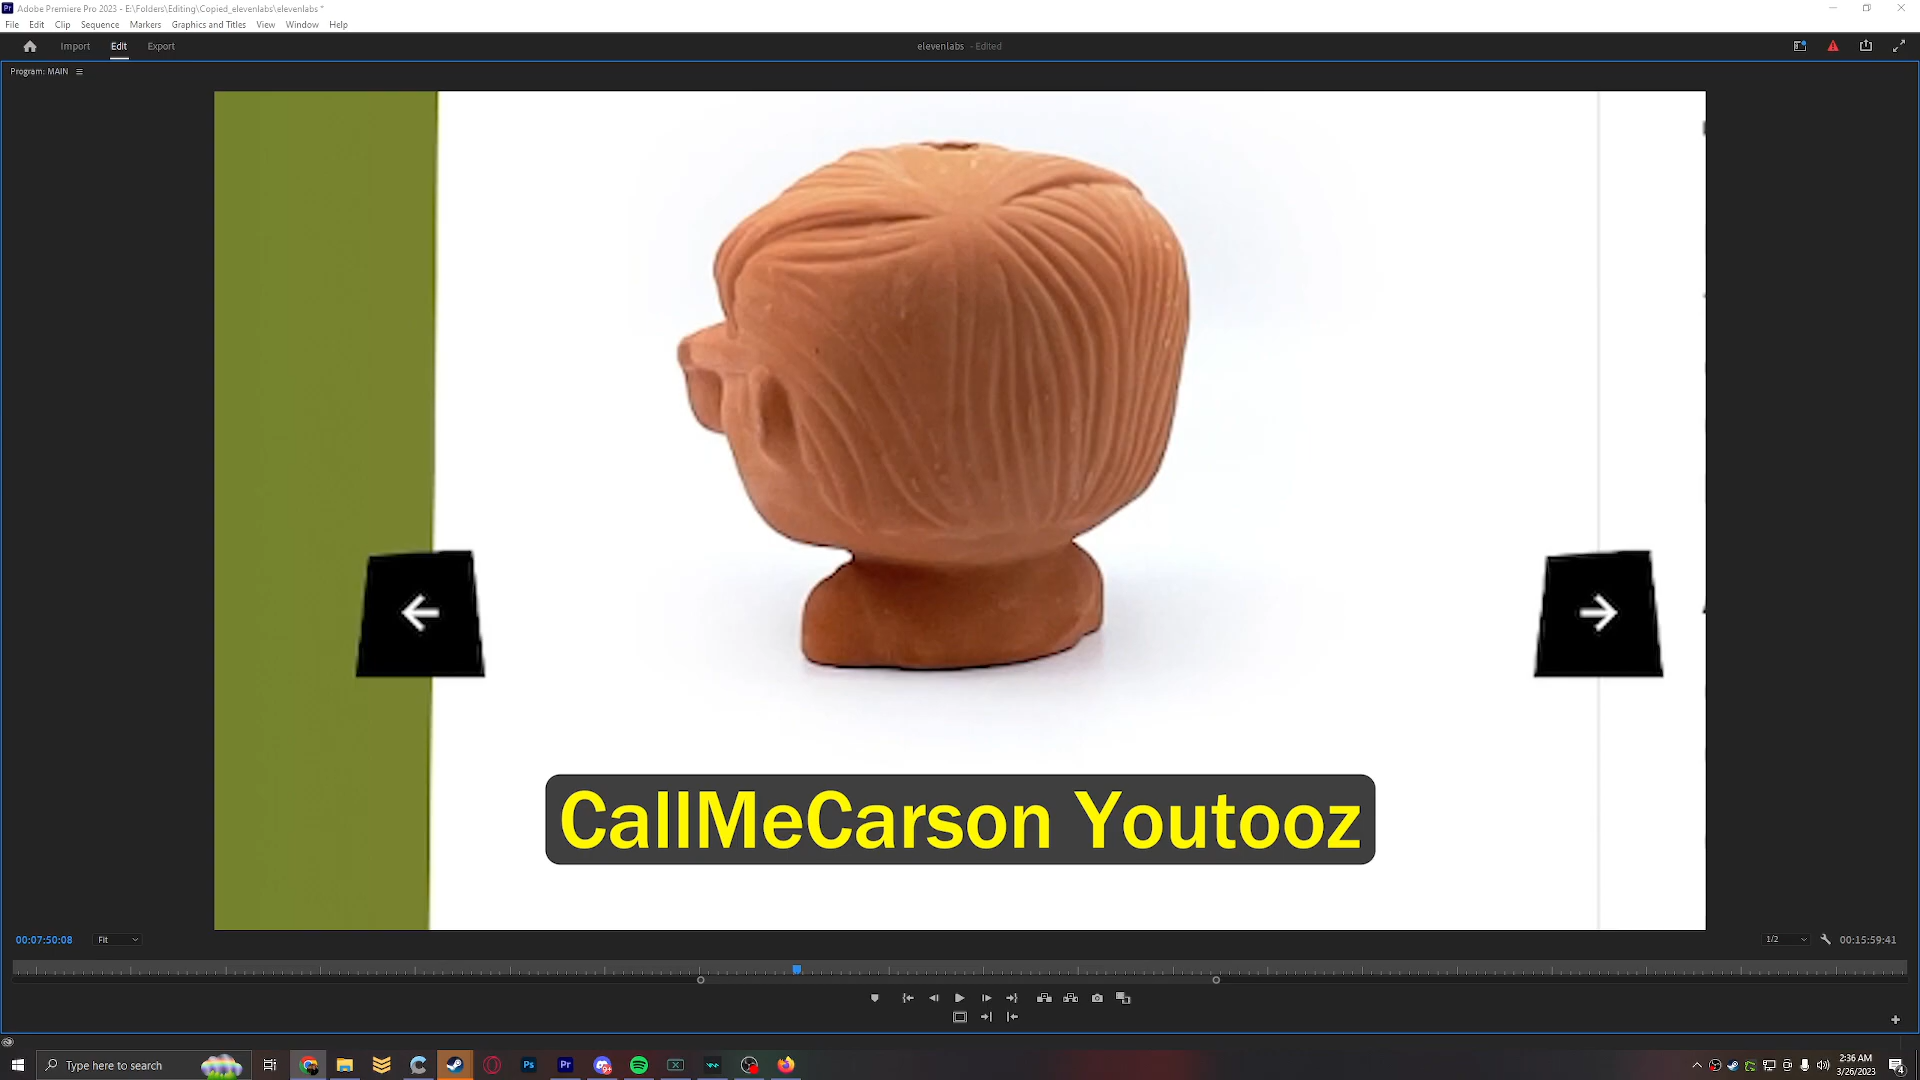 Adobe Premiere Pro 2023 - E:\Folders\Editing\Copied_elevenlabs\elevenlabs *
File Edit Clip Sequence Markers Graphics and Titles View Window Help
Import Edit Export
elevenlabs - Edited
Program: MAIN
CallMeCarson Youtooz
00:07:50:08
Fit
1/2
00:15:59:41
Type here to search
2:36 AM
3/26/2023